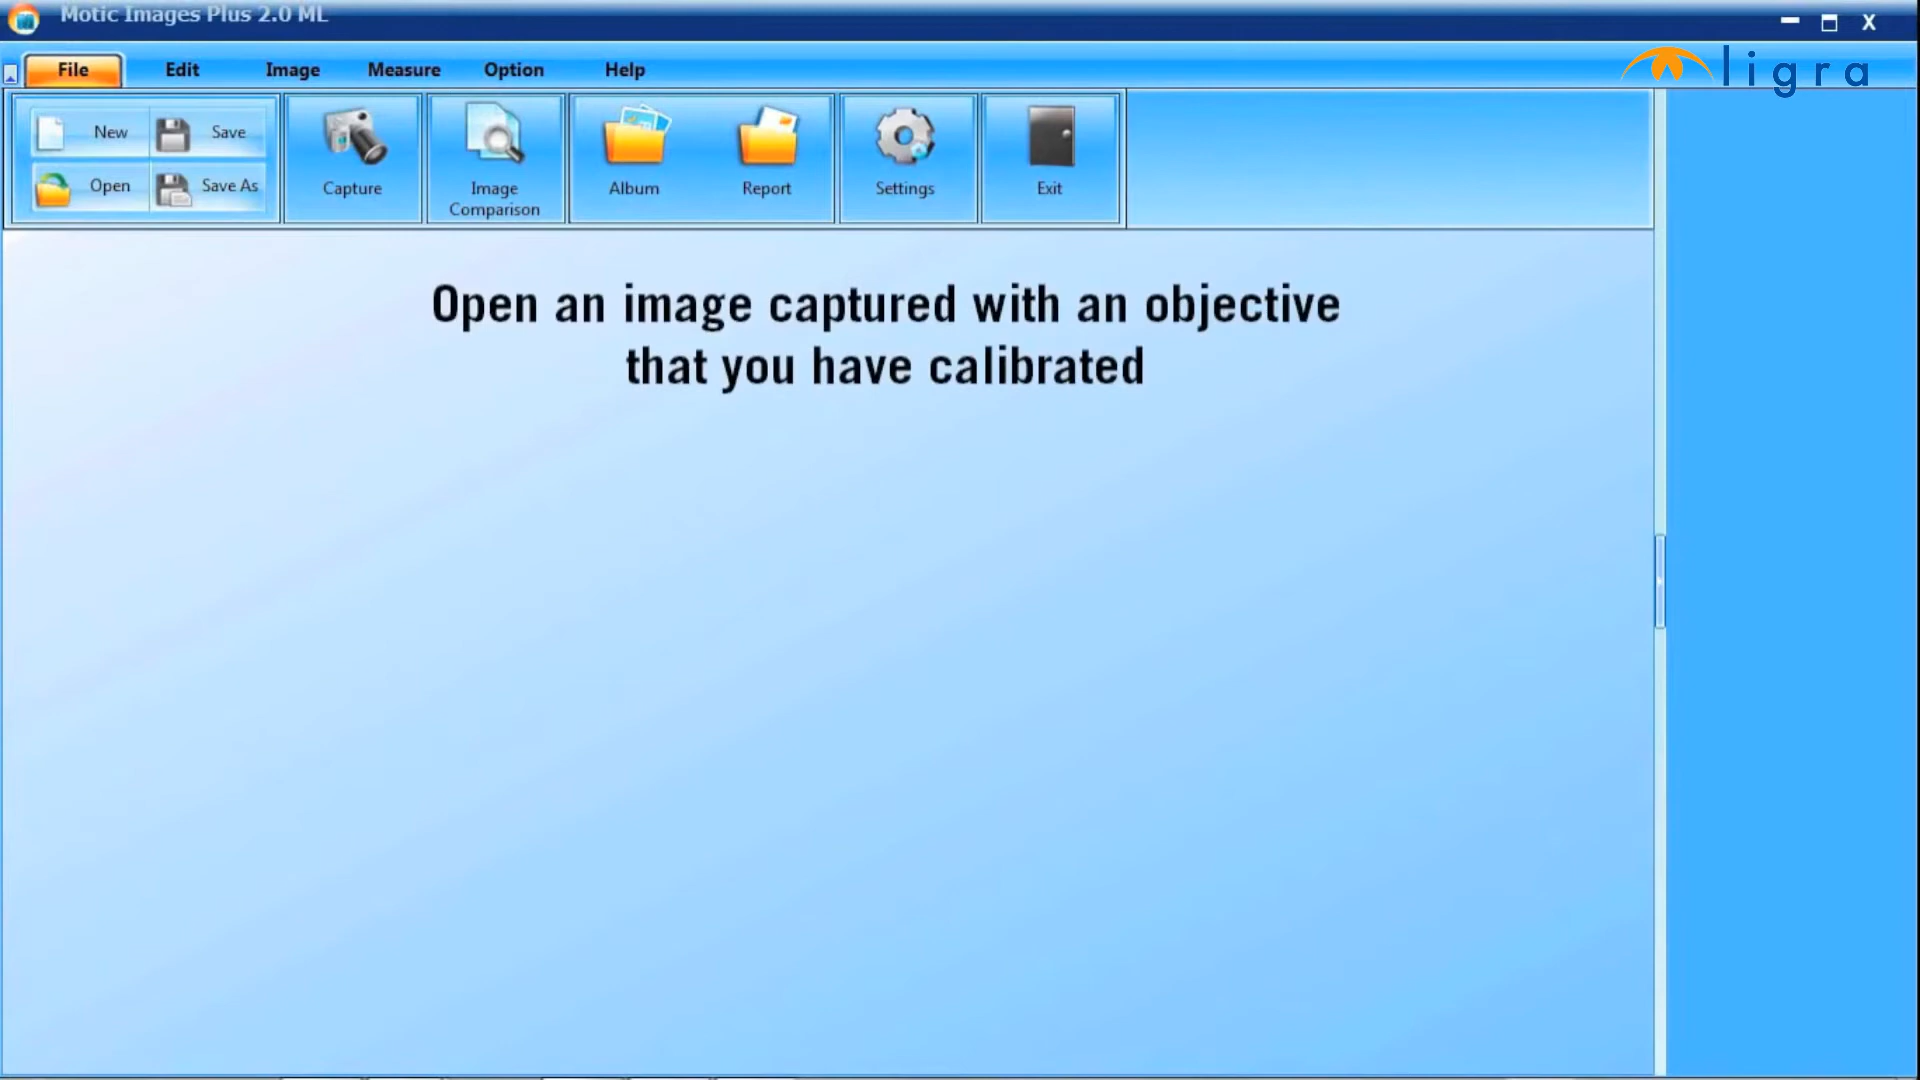 Motic Images Plus 2.0 ML
File Edit Image Measure Option Help
ligra
New Save
Open Save As
Capture
Image
Comparison
Album
Report
Settings
Exit
Open an image captured with an objective
that you have calibrated